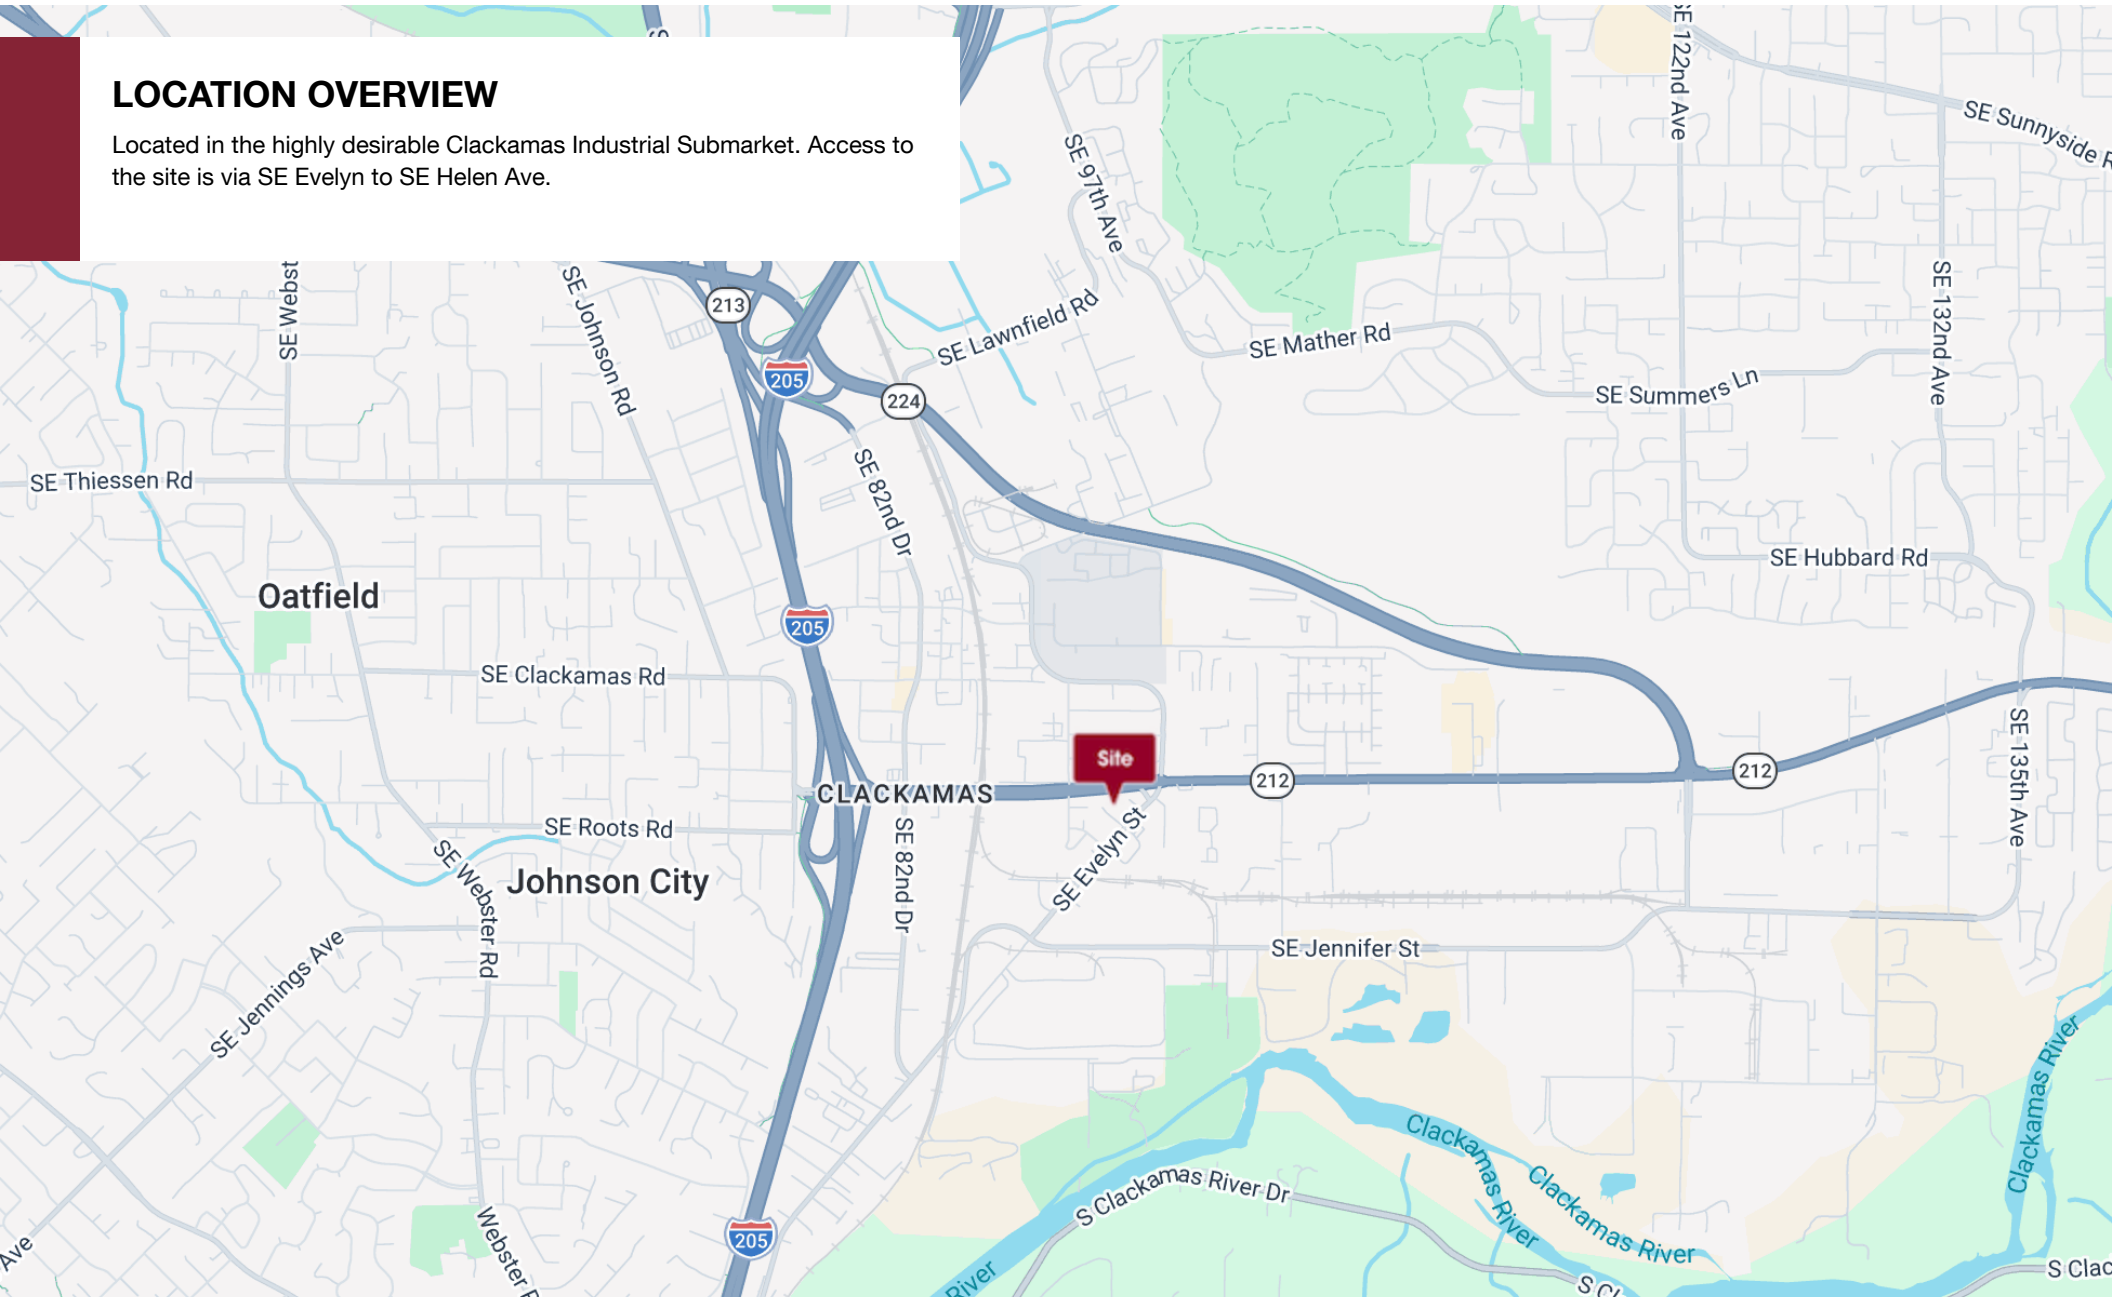 LOCATION OVERVIEW
Located in the highly desirable Clackamas Industrial Submarket. Access to
the site is via SE Evelyn to SE Helen Ave.
SE 122nd Ave
SE Sunnyside R
SE 97th Ave
SE Webst
SE Johnson Rd
213
SE Lawnfield Rd
SE Mather Rd
SE 132nd Ave
205
224
SE Summers Ln
SE Thiessen Rd
SE 82nd Dr
SE Hubbard Rd
Oatfield
205
SE Clackamas Rd
Site
212
212
SE 135th Ave
CLACKAMAS
SE Roots Rd
SE Evelyn St
SE 82nd Dr
SE Webster Rd
Johnson City
SE Jennings Ave
SE Jennifer St
Clackamas River
Clackamas River
Clackamas River
S Clackamas River Dr
205
Webster
Ave
River
S Clac
S Cl